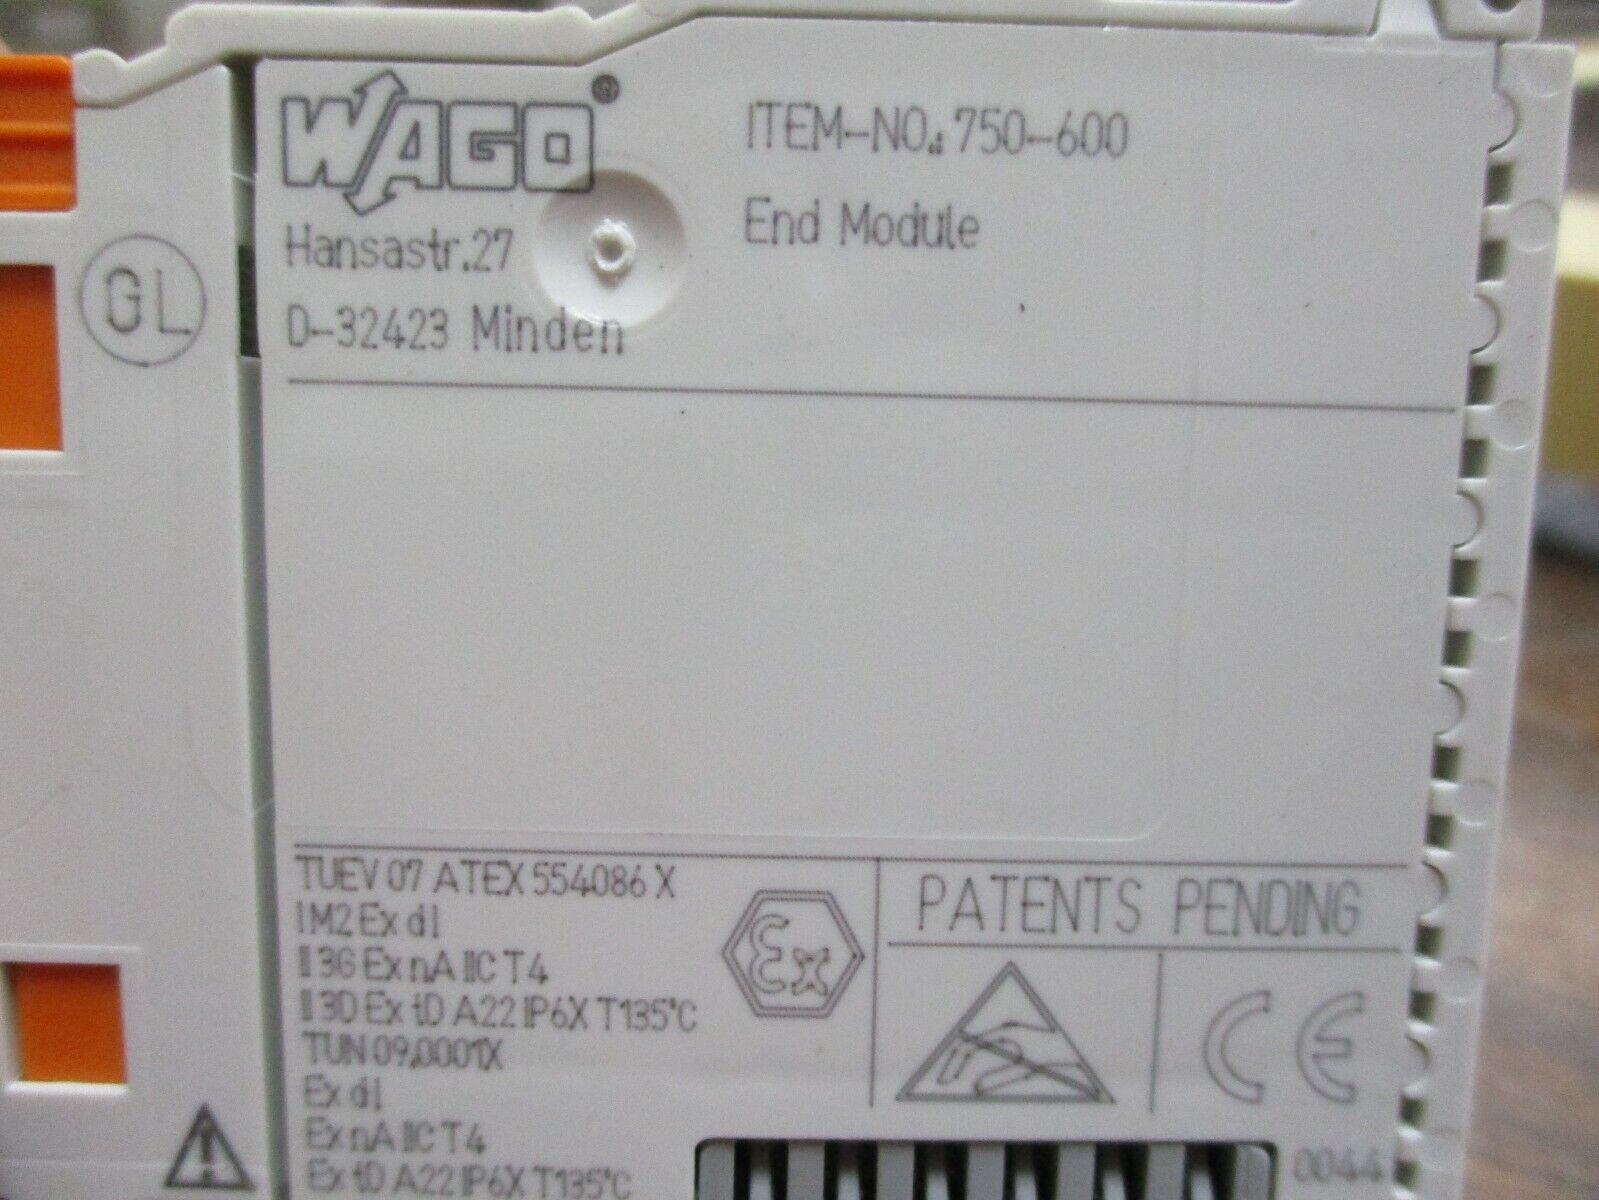 WAGO®
Hansastr.27
D-32423 Minden
ITEM-NO.:750-600
End Module
GL
TUEV 07 ATEX 554086 X
I M2 Ex d I
II 3G Ex nA IIC T4
II 3D Ex tD A22 IP6X T135°C
TUN 09.0001X
Ex d I
Ex nA IIC T4
Ex tD A22 IP6X T135°C
Ex
PATENTS PENDING
CE
0044